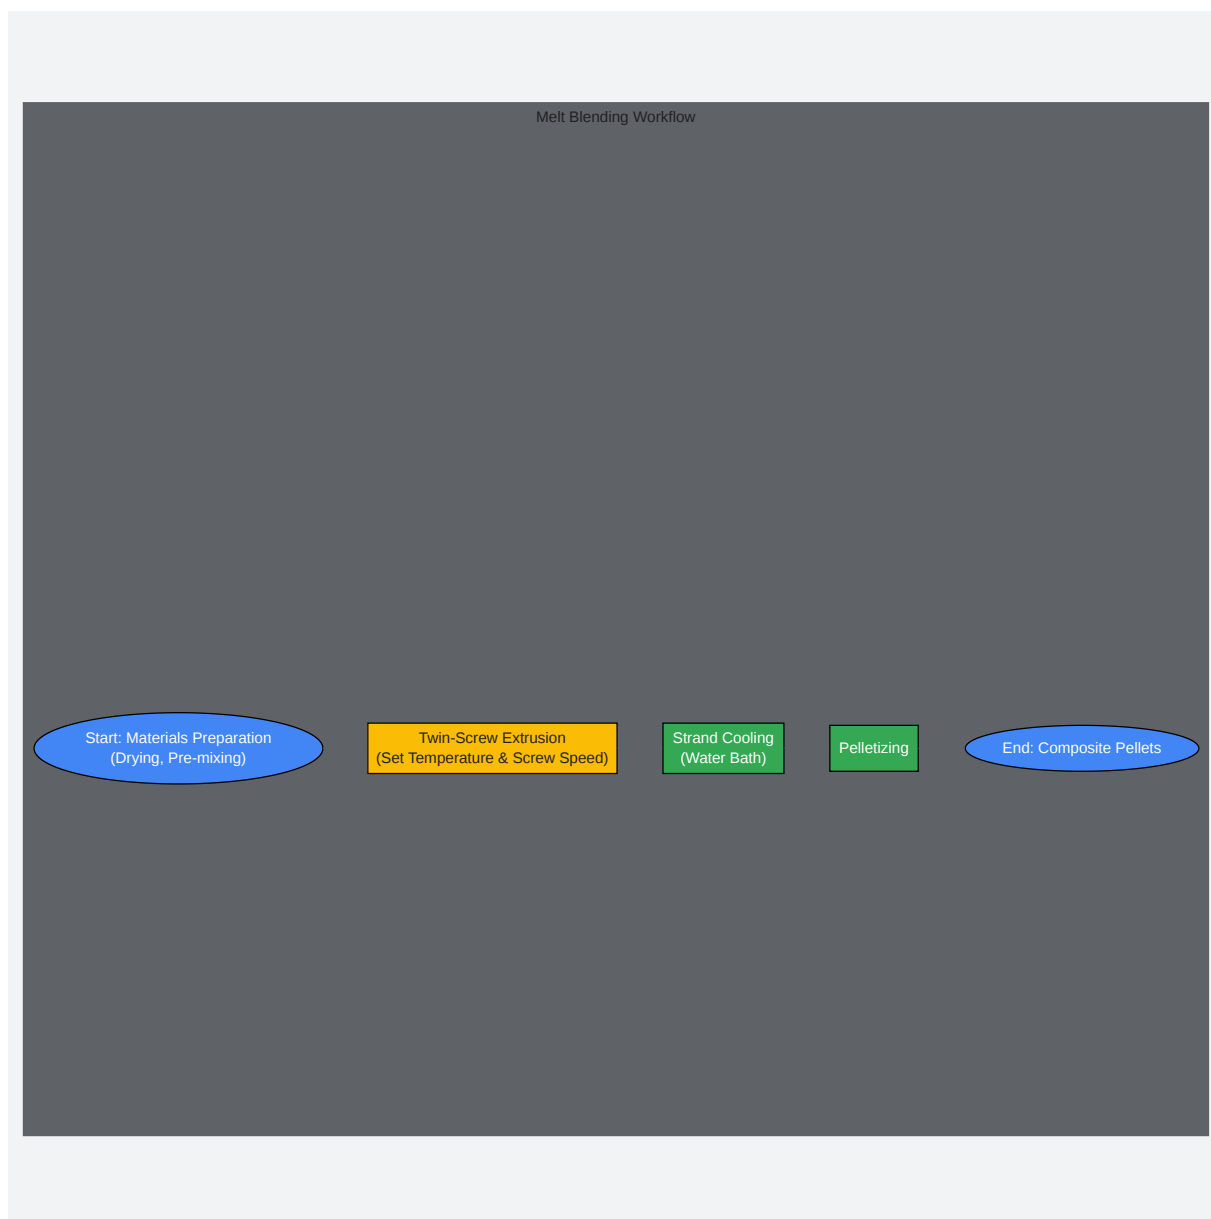 Melt Blending Workflow
Start: Materials Preparation
(Drying, Pre-mixing)
Twin-Screw Extrusion
(Set Temperature & Screw Speed)
Strand Cooling
(Water Bath)
Pelletizing
End: Composite Pellets